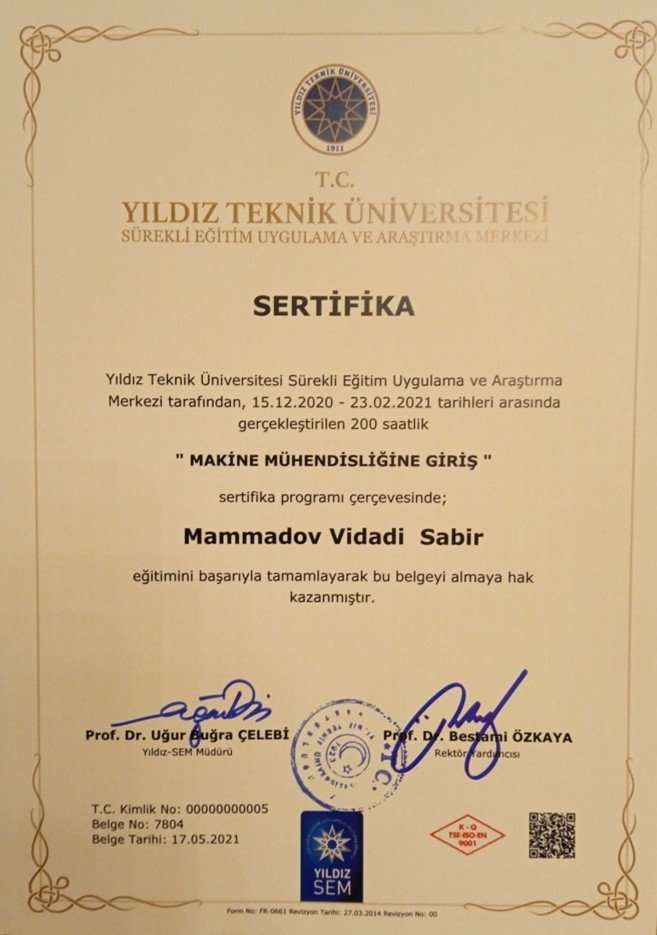 YILDIZ TEKNİK ÜNİVERSİTESİ
1911
T.C.
YILDIZ TEKNİK ÜNİVERSİTESİ
SÜREKLİ EĞİTİM UYGULAMA VE ARAŞTIRMA MERKEZİ
SERTİFİKA
Yıldız Teknik Üniversitesi Sürekli Eğitim Uygulama ve Araştırma
Merkezi tarafından, 15.12.2020 - 23.02.2021 tarihleri arasında
gerçekleştirilen 200 saatlik
" MAKİNE MÜHENDİSLİĞİNE GİRİŞ "
sertifika programı çerçevesinde;
Mammadov Vidadi Sabir
eğitimini başarıyla tamamlayarak bu belgeyi almaya hak
kazanmıştır.
Prof. Dr. Uğur Buğra ÇELEBİ
Yıldız-SEM Müdürü
Prof. Dr. Bestami ÖZKAYA
Rektör Yardımcısı
T.C.
1923
T.C. Kimlik No: 00000000005
Belge No: 7804
Belge Tarihi: 17.05.2021
YILDIZ
SEM
K - Q
TSE-ISO-EN
9001
Form No: FR-0661 Revizyon Tarihi: 27.03.2014 Revizyon No: 00